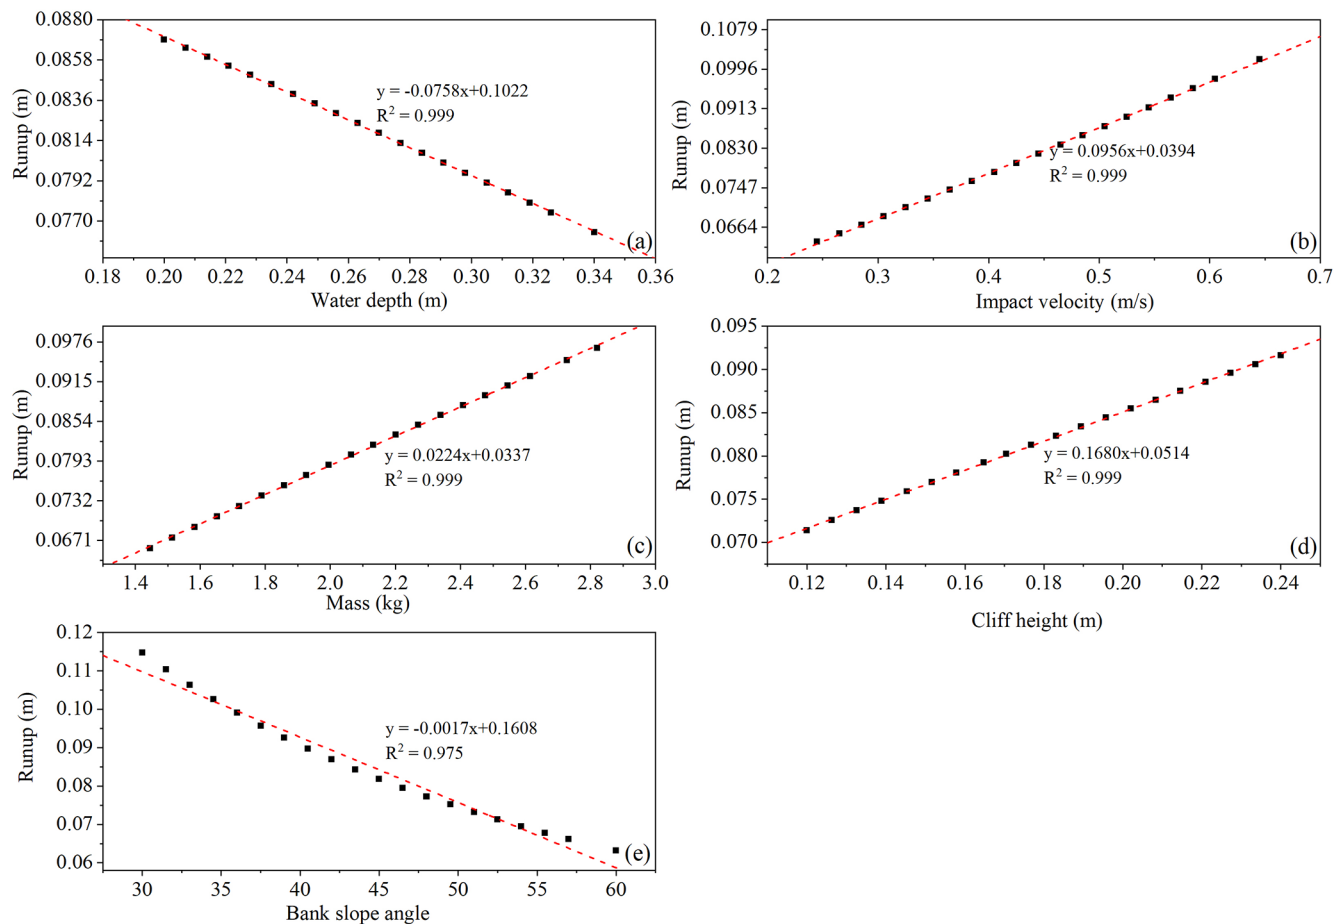 0.0880
0.0858
0.0836
0.0814
0.0792
0.0770
Runup (m)
y = -0.0758x+0.1022
R² = 0.999
(a)
0.18 0.20 0.22 0.24 0.26 0.28 0.30 0.32 0.34 0.36
Water depth (m)
0.1079
0.0996
0.0913
0.0830
0.0747
0.0664
Runup (m)
y = 0.0956x+0.0394
R² = 0.999
(b)
0.2 0.3 0.4 0.5 0.6 0.7
Impact velocity (m/s)
0.0976
0.0915
0.0854
0.0793
0.0732
0.0671
Runup (m)
y = 0.0224x+0.0337
R² = 0.999
(c)
1.4 1.6 1.8 2.0 2.2 2.4 2.6 2.8 3.0
Mass (kg)
0.095
0.090
0.085
0.080
0.075
0.070
Runup (m)
y = 0.1680x+0.0514
R² = 0.999
(d)
0.12 0.14 0.16 0.18 0.20 0.22 0.24
Cliff height (m)
0.12
0.11
0.10
0.09
0.08
0.07
0.06
Runup (m)
y = -0.0017x+0.1608
R² = 0.975
(e)
30 35 40 45 50 55 60
Bank slope angle